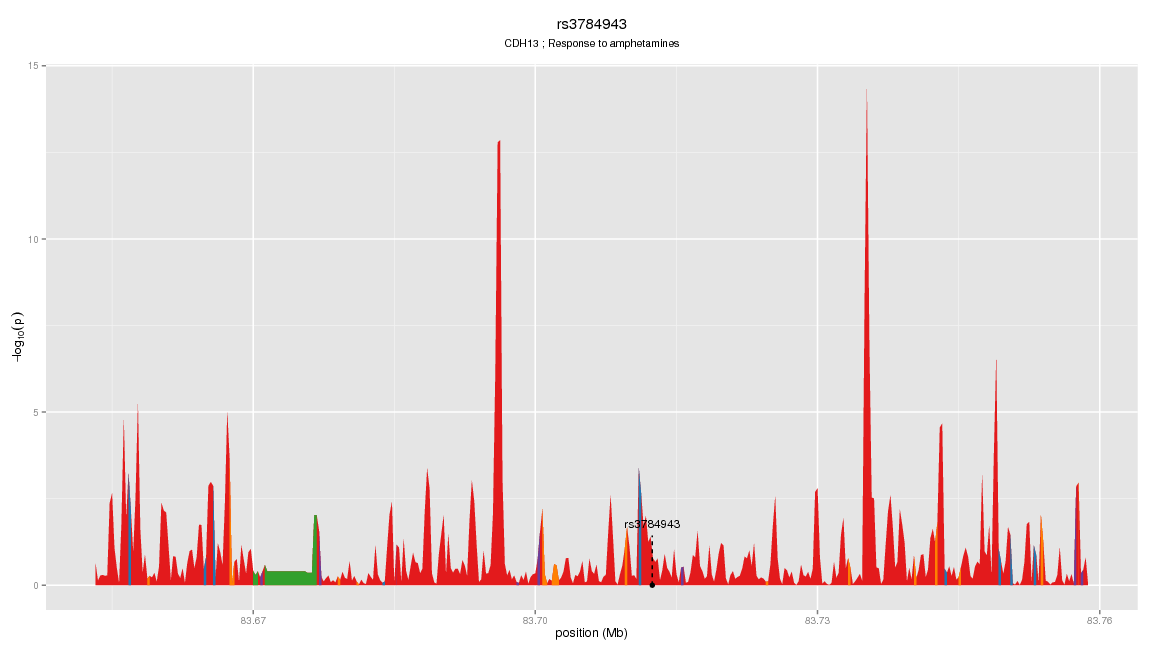 rs3784943
CDH13 ; Response to amphetamines
15
10
5
0
−log10(p)
rs3784943
83.67 83.70 83.73 83.76
position (Mb)